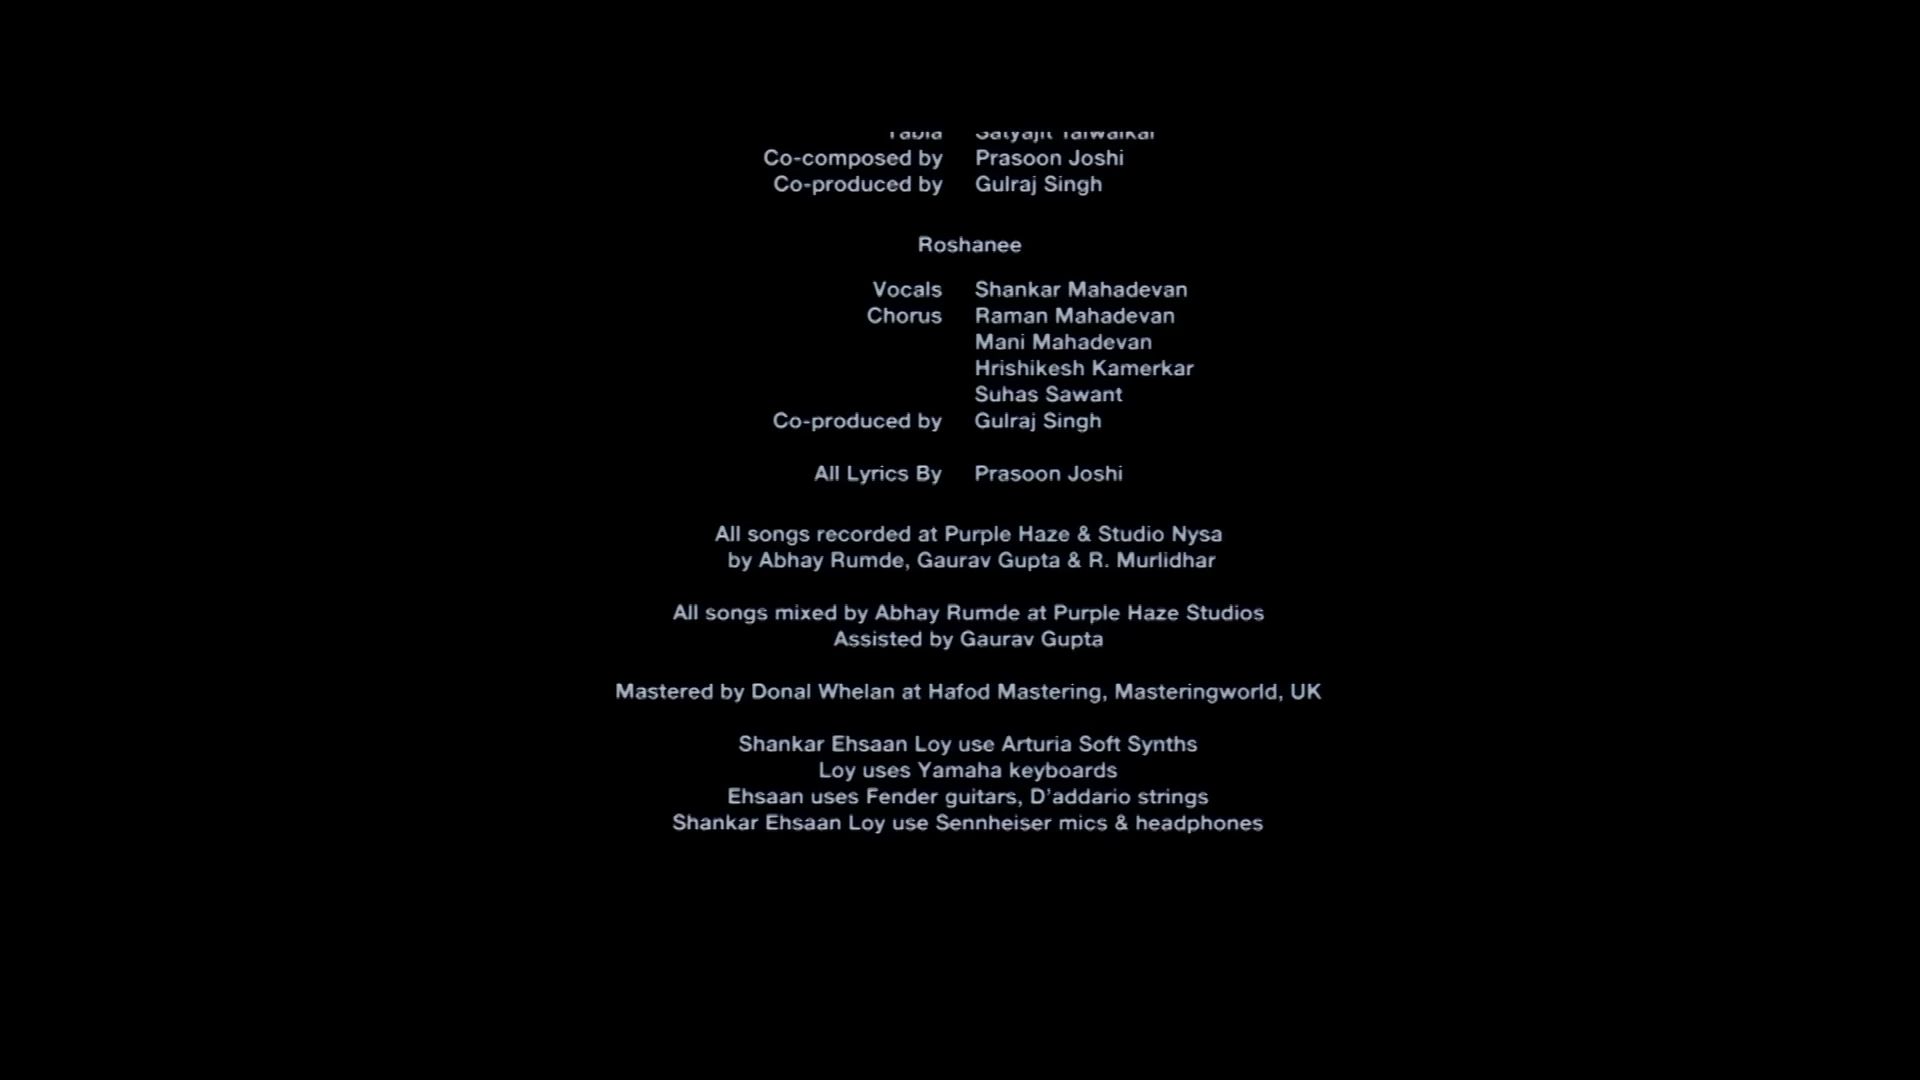 Tabla Satyajit Talwalkar
Co-composed by Prasoon Joshi
Co-produced by Gulraj Singh
Roshanee
Vocals Shankar Mahadevan
Chorus Raman Mahadevan
Mani Mahadevan
Hrishikesh Kamerkar
Suhas Sawant
Co-produced by Gulraj Singh
All Lyrics By Prasoon Joshi
All songs recorded at Purple Haze & Studio Nysa
by Abhay Rumde, Gaurav Gupta & R. Murlidhar
All songs mixed by Abhay Rumde at Purple Haze Studios
Assisted by Gaurav Gupta
Mastered by Donal Whelan at Hafod Mastering, Masteringworld, UK
Shankar Ehsaan Loy use Arturia Soft Synths
Loy uses Yamaha keyboards
Ehsaan uses Fender guitars, D'addario strings
Shankar Ehsaan Loy use Sennheiser mics & headphones